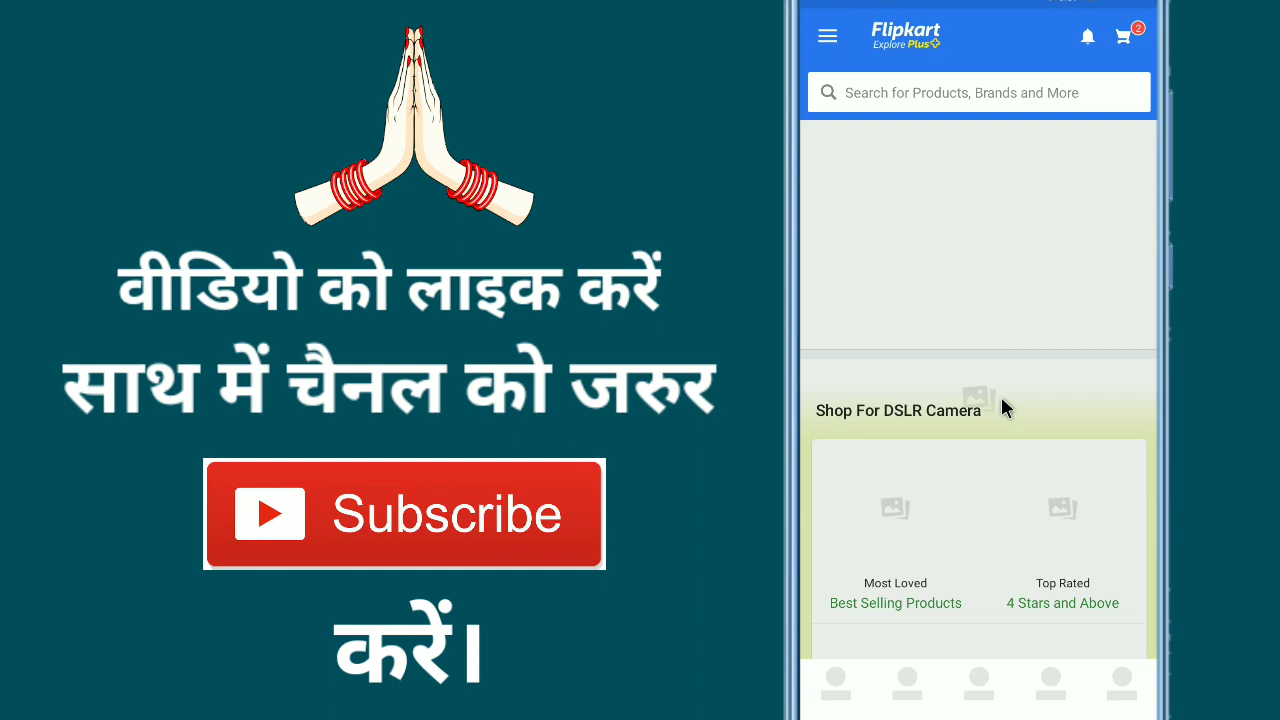 वीडियो को लाइक करें
साथ में चैनल को जरुर
Subscribe
करें।
Flipkart
Explore Plus
2
Search for Products, Brands and More
Shop For DSLR Camera
Most Loved
Best Selling Products
Top Rated
4 Stars and Above